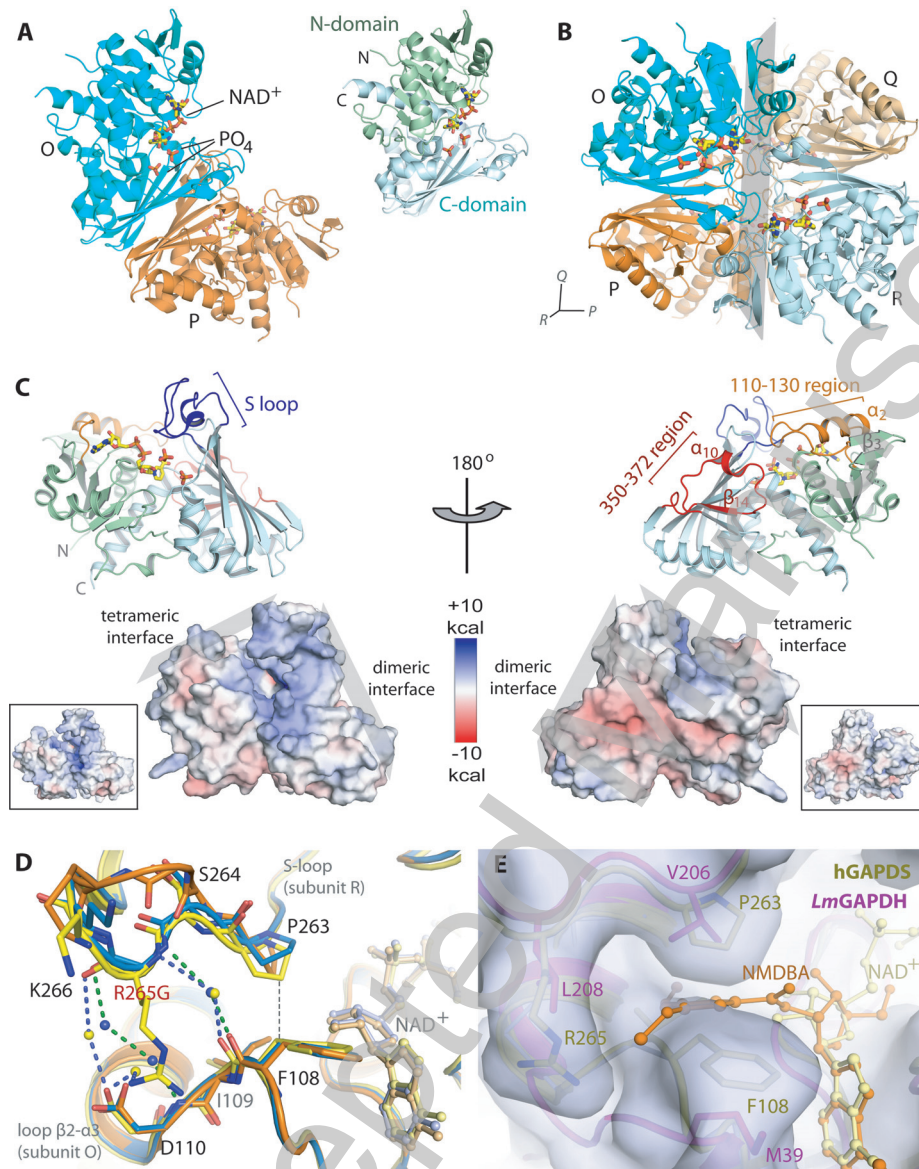 A
N-domain
N
C
NAD+
O
PO4
C-domain
P
B
O
Q
P
R
Q
R
P
C
S loop
N
C
180o
110-130 region
α2
β3
350-372 region
α10
β14
tetrameric
interface
dimeric
interface
+10
kcal
-10
kcal
dimeric
interface
tetrameric
interface
D
S264
S-loop
(subunit R)
P263
K266
R265G
NAD+
I109
F108
loop β2-α3
(subunit O)
D110
E
hGAPDS
LmGAPDH
V206
P263
NMDBA
NAD+
L208
R265
F108
M39